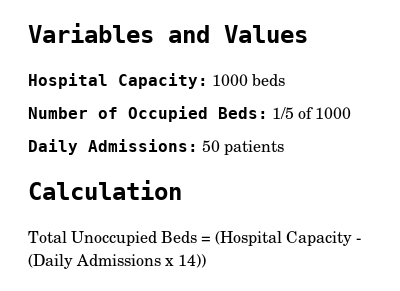 Variables and Values
Hospital Capacity: 1000 beds
Number of Occupied Beds: 1/5 of 1000
Daily Admissions: 50 patients
Calculation
Total Unoccupied Beds = (Hospital Capacity -
(Daily Admissions x 14))